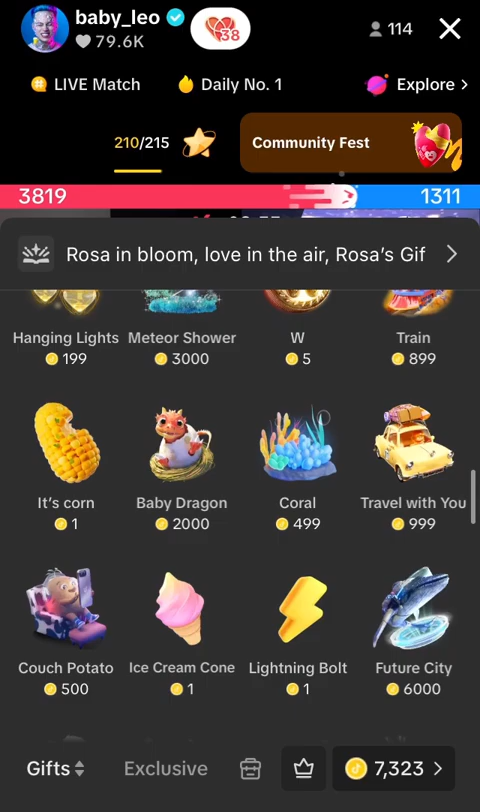 baby_leo
79.6K
38
114
LIVE Match
Daily No. 1
Explore >
210/215
Community Fest
3819
1311
Rosa in bloom, love in the air, Rosa's Gif
Hanging Lights
Meteor Shower
W
Train
199
3000
5
899
It's corn
Baby Dragon
Coral
Travel with You
1
2000
499
999
Couch Potato
Ice Cream Cone
Lightning Bolt
Future City
500
1
1
6000
Gifts
Exclusive
7,323 >